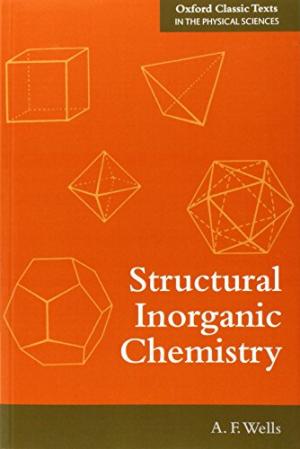 Oxford Classic Texts
IN THE PHYSICAL SCIENCES
Structural
Inorganic
Chemistry
A. F. Wells